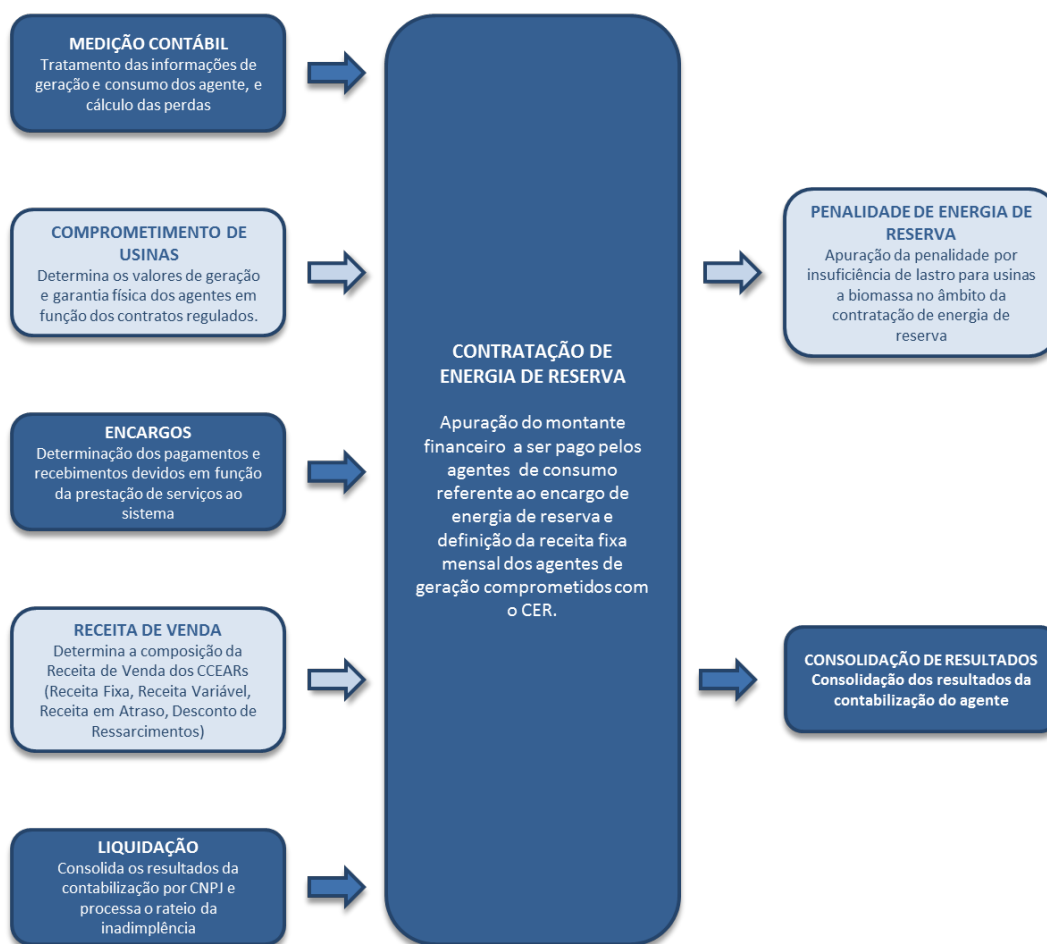 MEDIÇÃO CONTÁBIL
Tratamento das informações de
geração e consumo dos agente, e
cálculo das perdas
COMPROMETIMENTO DE
USINAS
Determina os valores de geração
e garantia física dos agentes em
função dos contratos regulados.
ENCARGOS
Determinação dos pagamentos e
recebimentos devidos em função
da prestação de serviços ao
sistema
RECEITA DE VENDA
Determina a composição da
Receita de Venda dos CCEARs
(Receita Fixa, Receita Variável,
Receita em Atraso, Desconto de
Ressarcimentos)
LIQUIDAÇÃO
Consolida os resultados da
contabilização por CNPJ e
processa o rateio da
inadimplência
CONTRATAÇÃO DE
ENERGIA DE RESERVA
Apuração do montante
financeiro a ser pago pelos
agentes de consumo
referente ao encargo de
energia de reserva e
definição da receita fixa
mensal dos agentes de
geração comprometidos com
o CER.
PENALIDADE DE ENERGIA DE
RESERVA
Apuração da penalidade por
insuficiência de lastro para usinas
a biomassa no âmbito da
contratação de energia de
reserva
CONSOLIDAÇÃO DE RESULTADOS
Consolidação dos resultados da
contabilização do agente